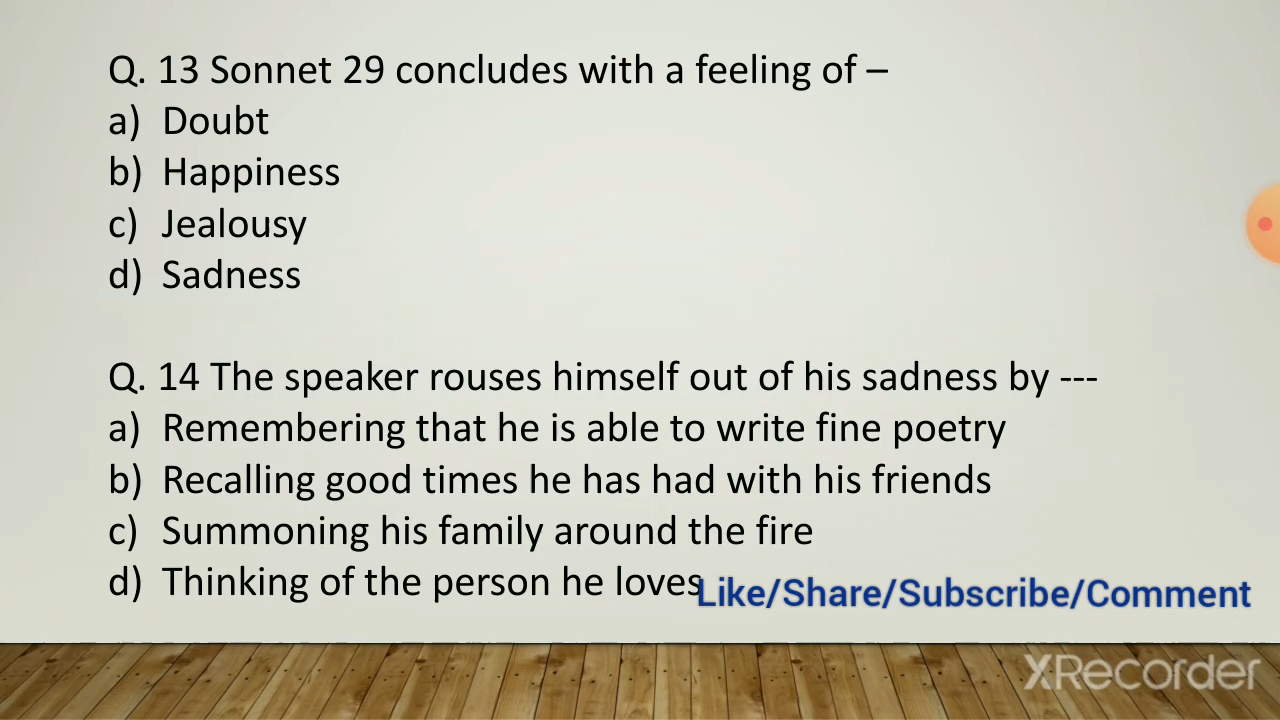 Q. 13 Sonnet 29 concludes with a feeling of –
a) Doubt
b) Happiness
c) Jealousy
d) Sadness
Q. 14 The speaker rouses himself out of his sadness by ---
a) Remembering that he is able to write fine poetry
b) Recalling good times he has had with his friends
c) Summoning his family around the fire
d) Thinking of the person he loves
Like/Share/Subscribe/Comment
XRecorder